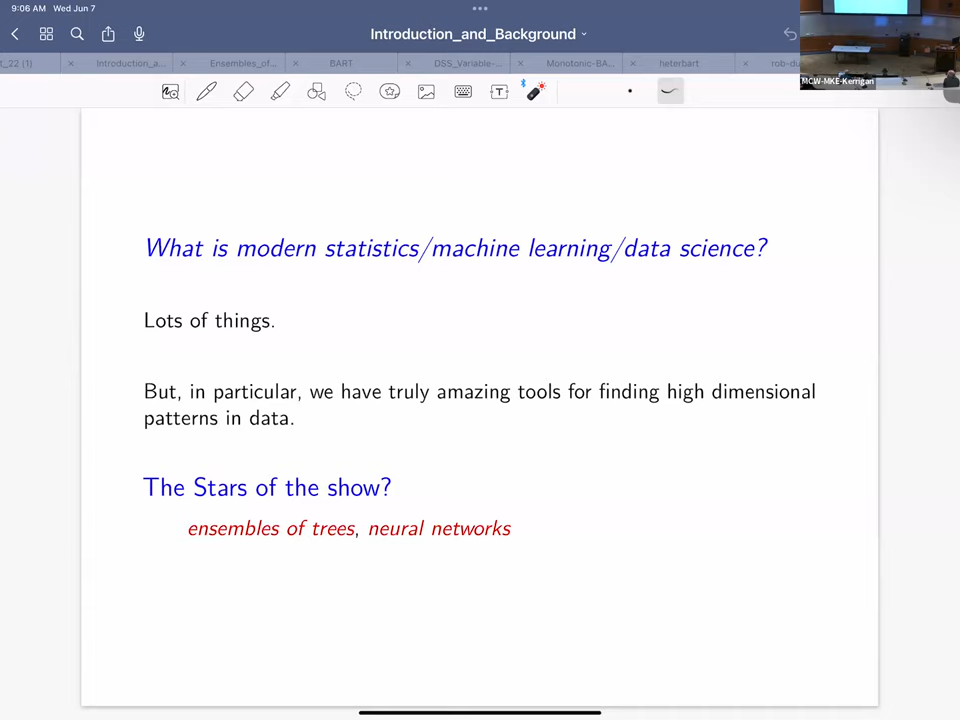 9:06 AM Wed Jun 7
Introduction_and_Background
t_22 (1)
Introduction_a...
Ensembles_of...
BART
DSS_Variable-...
Monotonic-BA...
heterbart
rob-du
MCW-MKE-Kerrigan
T
What is modern statistics/machine learning/data science?
Lots of things.
But, in particular, we have truly amazing tools for finding high dimensional
patterns in data.
The Stars of the show?
ensembles of trees, neural networks